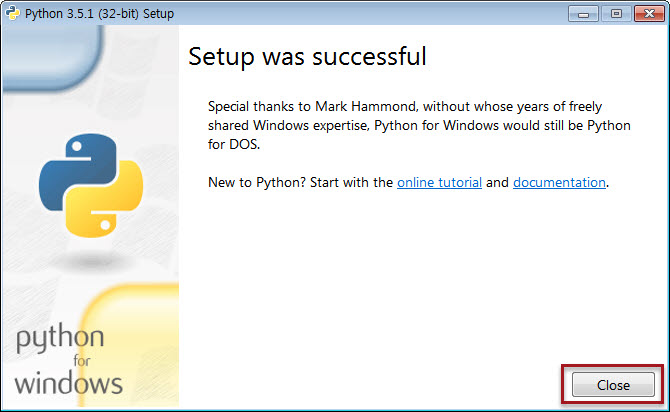 Python 3.5.1 (32-bit) Setup
Setup was successful
Special thanks to Mark Hammond, without whose years of freely
shared Windows expertise, Python for Windows would still be Python
for DOS.
New to Python? Start with the online tutorial and documentation.
python
for
windows
Close